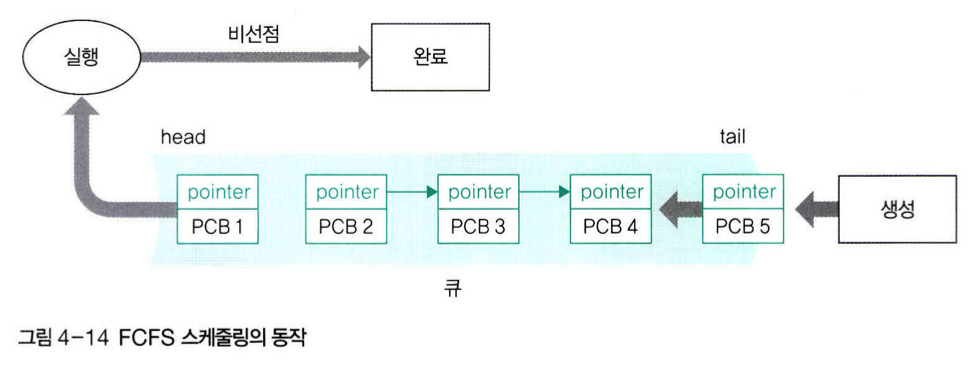 비선점
실행
완료
head
tail
pointer
PCB 1
pointer
PCB 2
pointer
PCB 3
pointer
PCB 4
pointer
PCB 5
생성
큐
그림 4-14 FCFS 스케줄링의 동작